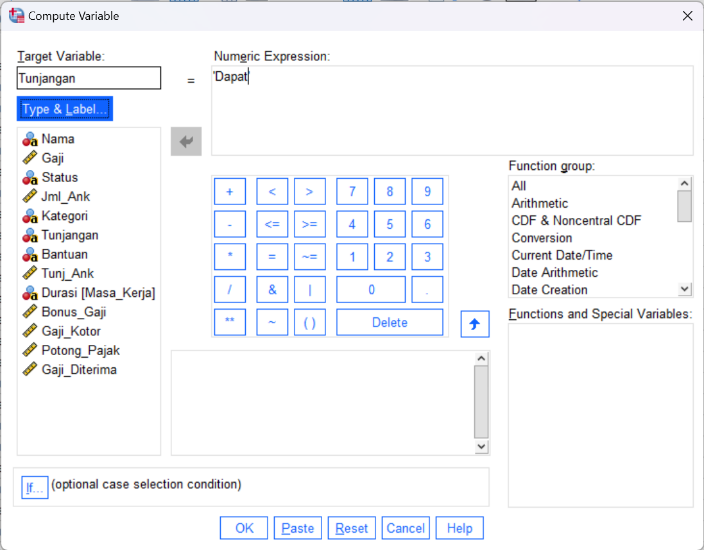 Compute Variable
Target Variable:
Tunjangan
=
Numeric Expression:
'Dapat'
Type & Label...
Nama
Gaji
Status
Jml_Ank
Kategori
Tunjangan
Bantuan
Tunj_Ank
Durasi [Masa_Kerja]
Bonus_Gaji
Gaji_Kotor
Potong_Pajak
Gaji_Diterima
+ < > 7 8 9
- <= >= 4 5 6
* = ~= 1 2 3
/ & | 0 .
** ~ ( ) Delete
Function group:
All
Arithmetic
CDF & Noncentral CDF
Conversion
Current Date/Time
Date Arithmetic
Date Creation
Functions and Special Variables:
If... (optional case selection condition)
OK Paste Reset Cancel Help